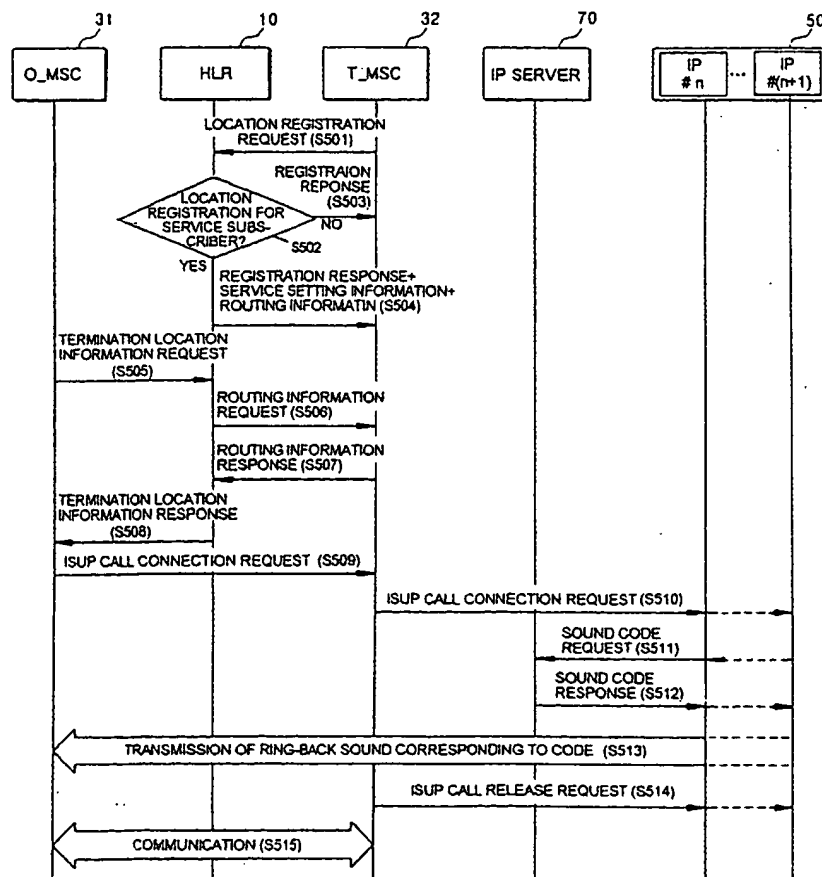 31
10
32
70
50
O_MSC
HLR
T_MSC
IP SERVER
IP
# n
...
IP
#(n+1)
LOCATION REGISTRATION
REQUEST (S501)
REGISTRAION
REPONSE
(S503)
LOCATION
REGISTRATION FOR
SERVICE SUBS-
CRIBER?
NO
S502
YES
REGISTRATION RESPONSE+
SERVICE SETTING INFORMATION+
ROUTING INFORMATIN (S504)
TERMINATION LOCATION
INFORMATION REQUEST
(S505)
ROUTING INFORMATION
REQUEST (S506)
ROUTING INFORMATION
RESPONSE (S507)
TERMINATION LOCATION
INFORMATION RESPONSE
(S508)
ISUP CALL CONNECTION REQUEST (S509)
ISUP CALL CONNECTION REQUEST (S510)
SOUND CODE
REQUEST (S511)
SOUND CODE
RESPONSE (S512)
TRANSMISSION OF RING-BACK SOUND CORRESPONDING TO CODE (S513)
ISUP CALL RELEASE REQUEST (S514)
COMMUNICATION (S515)